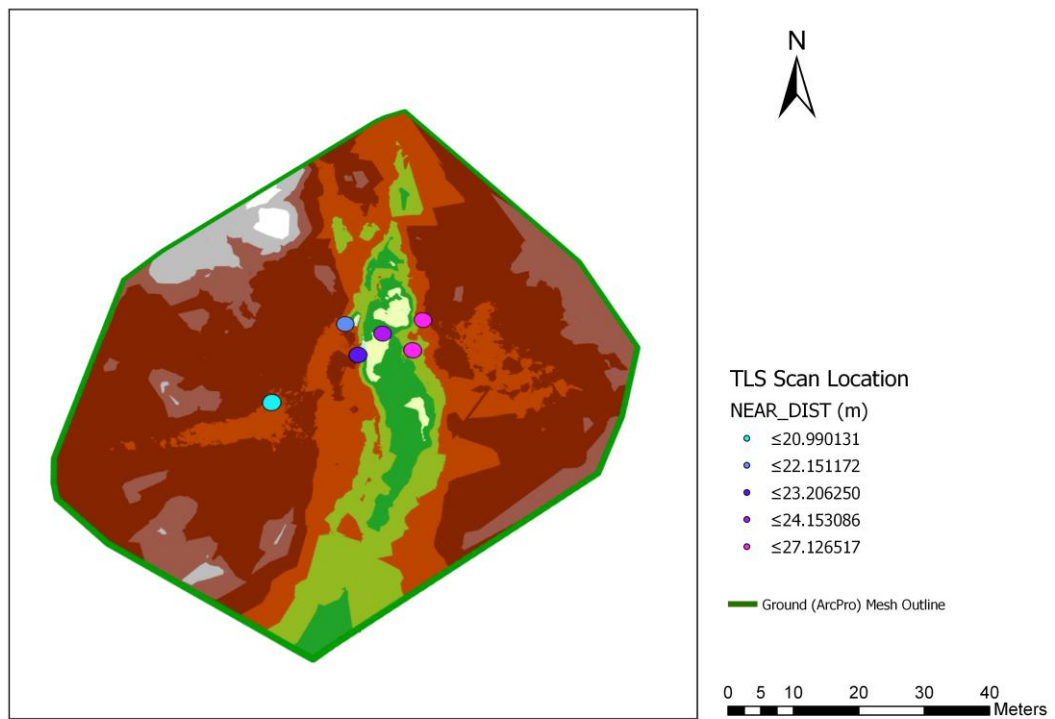 N
TLS Scan Location
NEAR_DIST (m)
≤20.990131
≤22.151172
≤23.206250
≤24.153086
≤27.126517
Ground (ArcPro) Mesh Outline
0 5 10 20 30 40
Meters